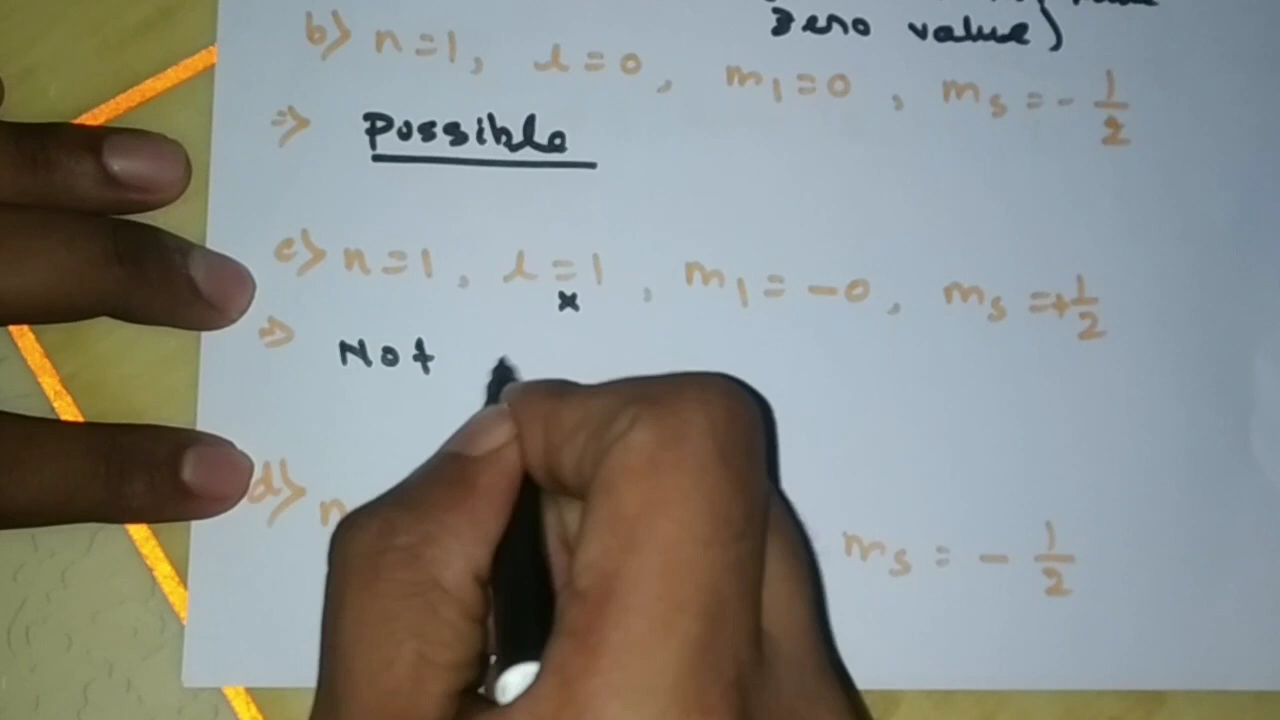 zero value)
b) n=1, l=0, m₁=0, ms=-1/2
⇒ Possible
c) n=1, l=1, m₁=-0, ms=+1/2
x
⇒ Not
d) n ms = - 1/2